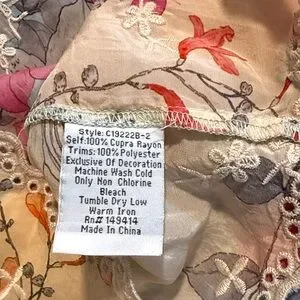 Style: C19222B-2
Self:100% Cupra Rayon
Trims: 100% Polyester
Exclusive Of Decoration
Machine Wash Cold
Only Non Chlorine
Bleach
Tumble Dry Low
Warm Iron
Rn# 149414
Made In China